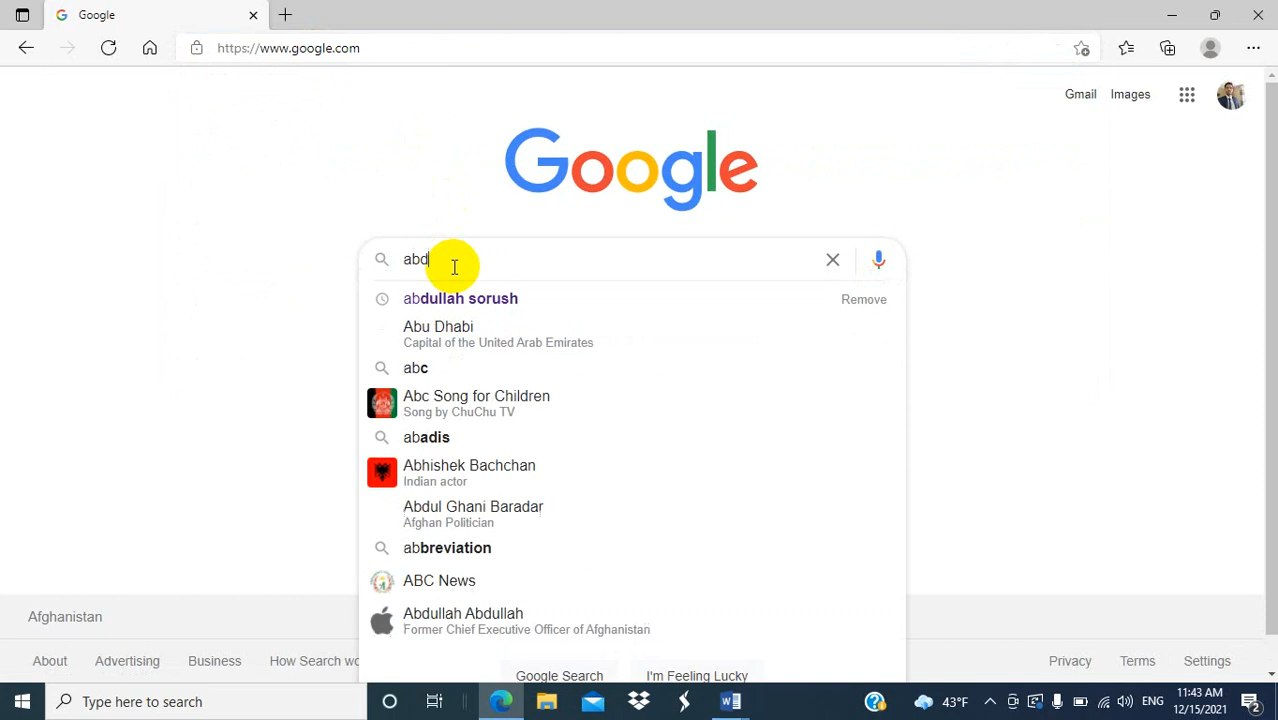 Google
https://www.google.com
Gmail Images
Google
abd
abdullah sorush Remove
Abu Dhabi
Capital of the United Arab Emirates
abc
Abc Song for Children
Song by ChuChu TV
abadis
Abhishek Bachchan
Indian actor
Abdul Ghani Baradar
Afghan Politician
abbreviation
ABC News
Abdullah Abdullah
Former Chief Executive Officer of Afghanistan
Afghanistan
About Advertising Business How Search wo Privacy Terms Settings
Google Search I'm Feeling Lucky
Type here to search 43°F ENG 11:43 AM
12/15/2021 2